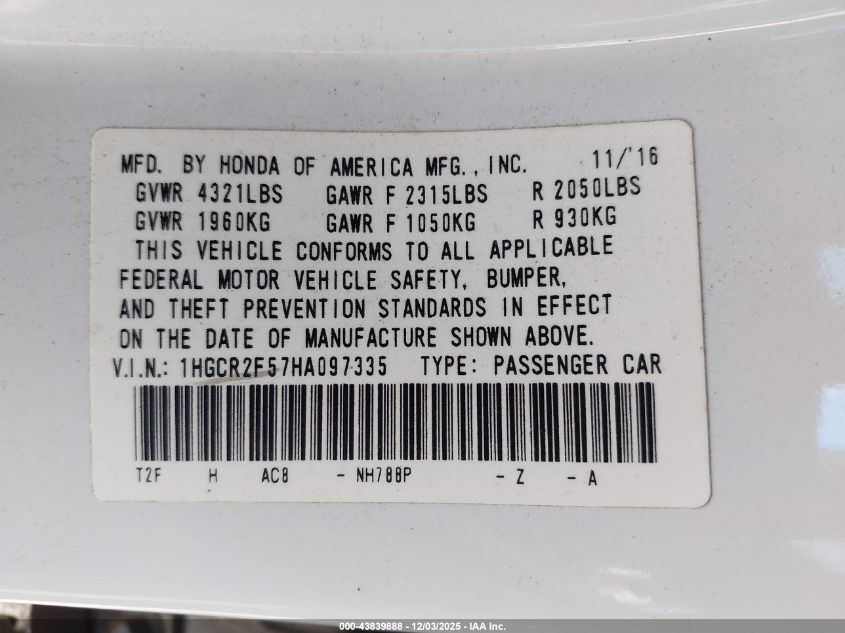 MFD. BY HONDA OF AMERICA MFG., INC. 11/'16
GVWR 4321LBS GAWR F 2315LBS R 2050LBS
GVWR 1960KG GAWR F 1050KG R 930KG
THIS VEHICLE CONFORMS TO ALL APPLICABLE
FEDERAL MOTOR VEHICLE SAFETY, BUMPER,
AND THEFT PREVENTION STANDARDS IN EFFECT
ON THE DATE OF MANUFACTURE SHOWN ABOVE.
V.I.N.: 1HGCR2F57HA097335 TYPE: PASSENGER CAR
T2F H AC8 - NH788P - Z - A
000-43839888 - 12/03/2025 - IAA Inc.